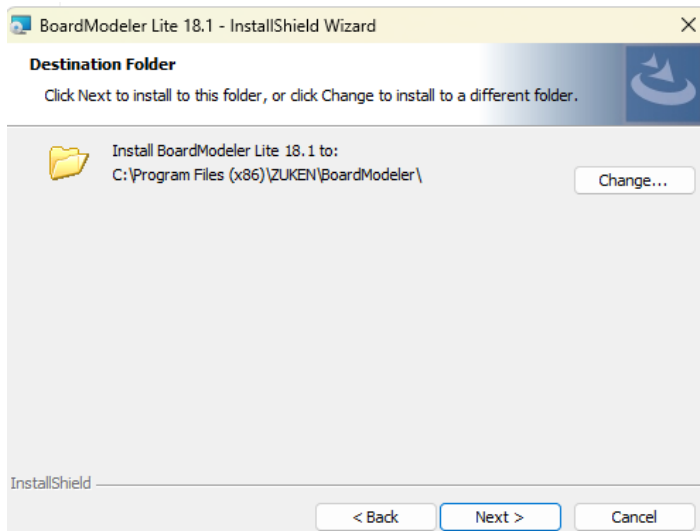 BoardModeler Lite 18.1 - InstallShield Wizard
Destination Folder
Click Next to install to this folder, or click Change to install to a different folder.
Install BoardModeler Lite 18.1 to:
C:\Program Files (x86)\ZUKEN\BoardModeler\
Change...
InstallShield
< Back
Next >
Cancel